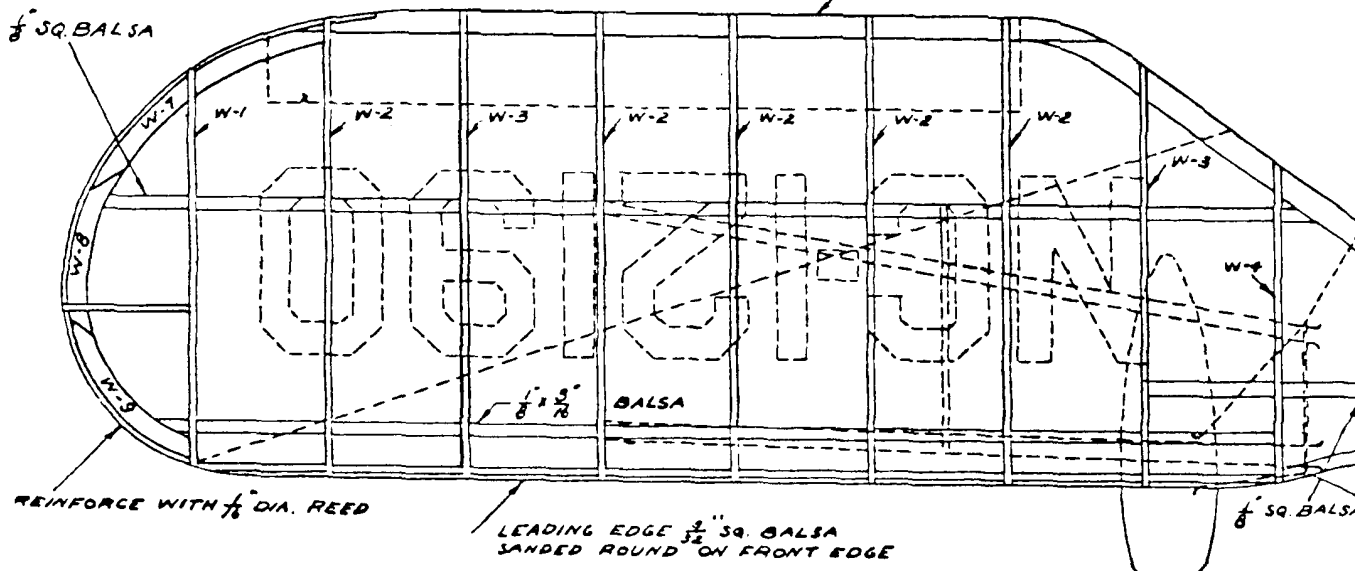 1/8" SQ. BALSA
W-7
W-1
W-2
W-3
W-2
W-2
W-2
W-2
W-3
NC12190
W-8
W-4
W-9
1/8" x 3/16" BALSA
REINFORCE WITH 1/16" DIA. REED
LEADING EDGE 3/32" SQ. BALSA
SANDED ROUND ON FRONT EDGE
1/8" SQ. BALSA